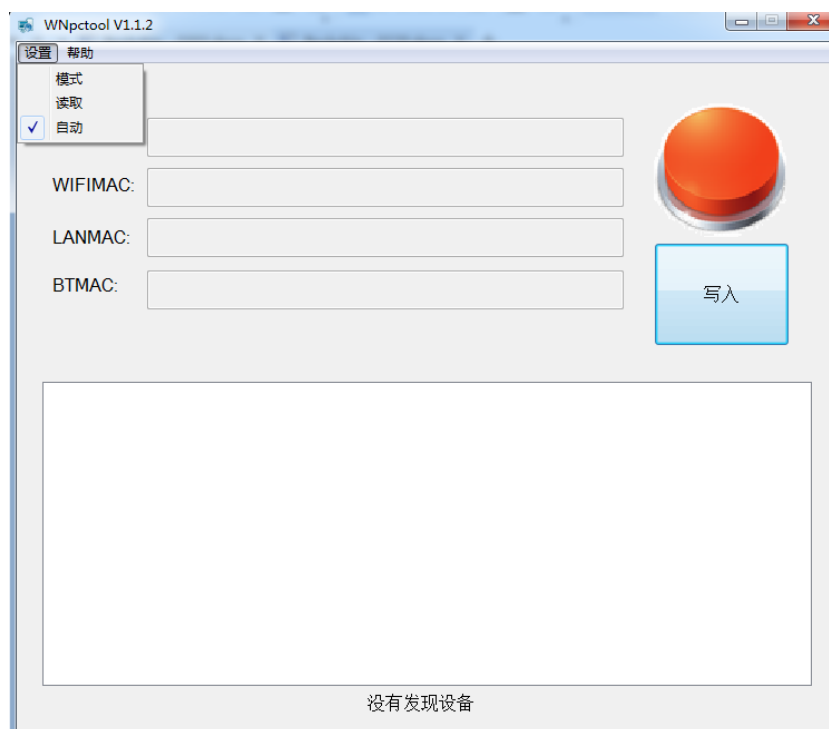 WNpctool V1.1.2
设置 帮助
模式
读取
自动
WIFIMAC:
LANMAC:
BTMAC:
写入
没有发现设备